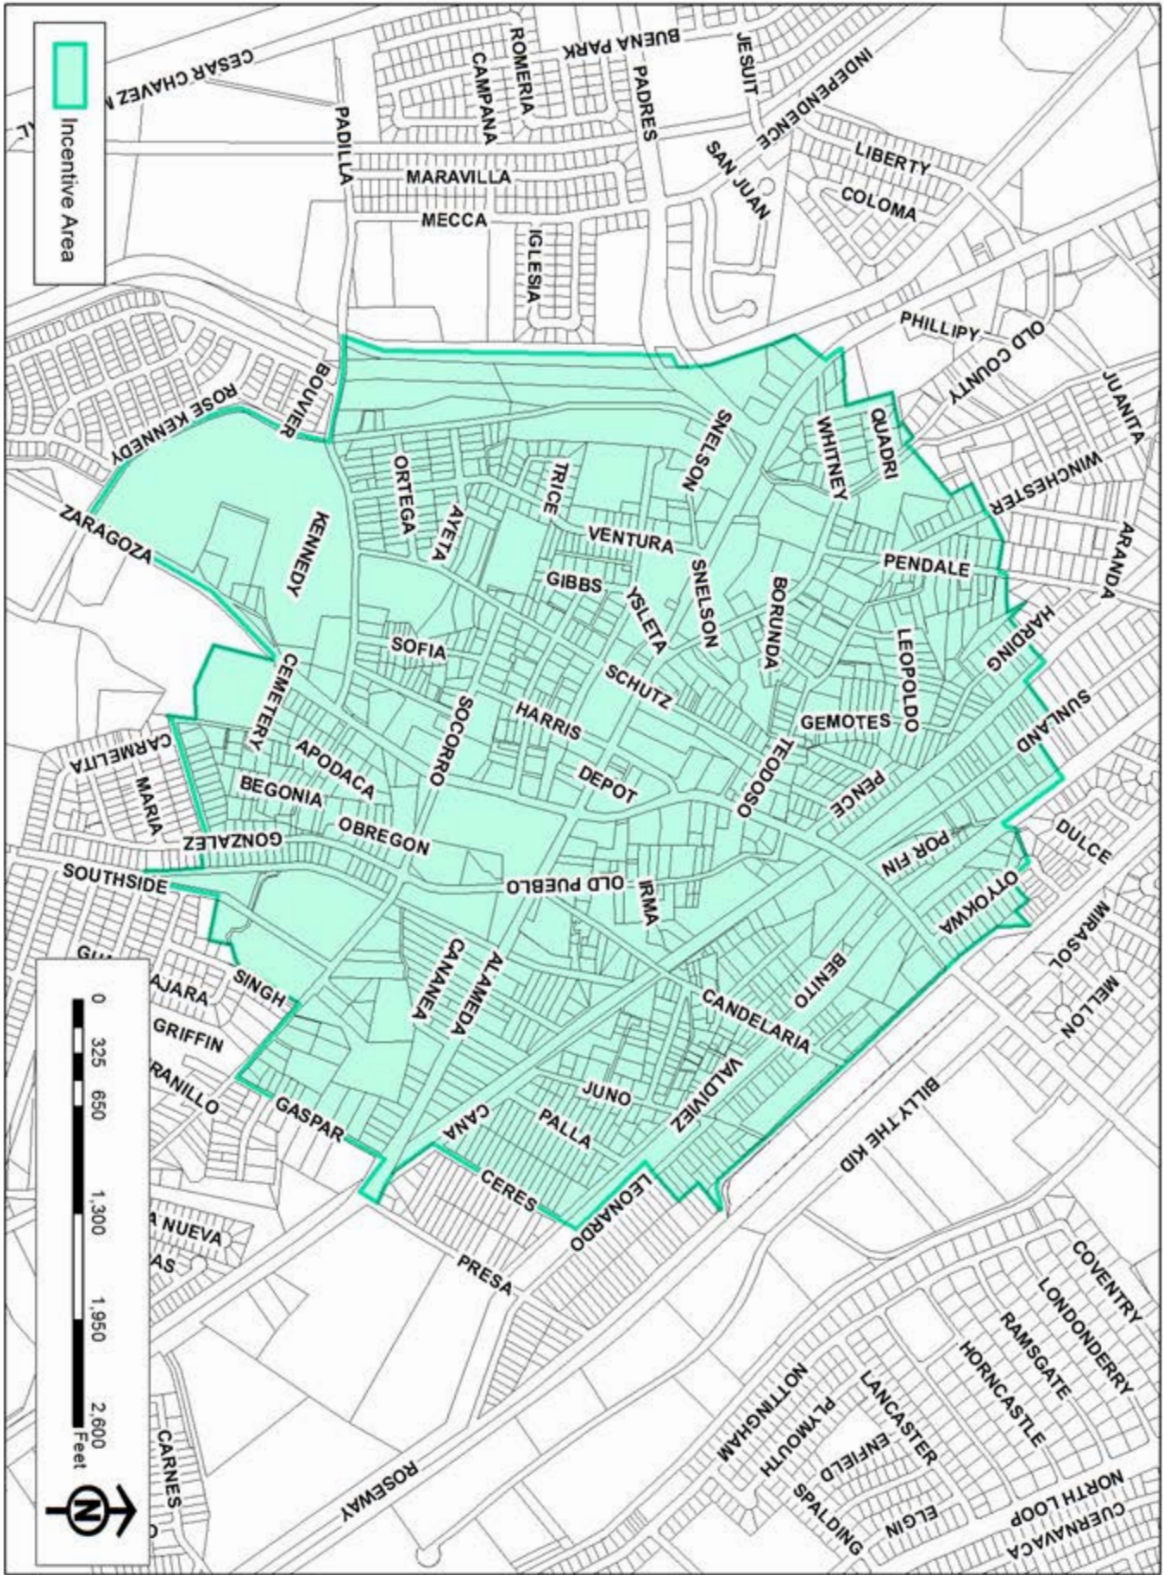 CESAR CHAVEZ
PADILLA
CAMPANA
ROMERIA
BUENA PARK
PADRES
JESUIT
INDEPENDENCE
MARAVILLA
MECCA
IGLESIA
SAN JUAN
LIBERTY
COLOMA
PHILLIPY
OLD COUNTY
JUANITA
WINCHESTER
ARANDA
BOUVIER
ROSE KENNEDY
ZARAGOZA
KENNEDY
ORTEGA
AYETA
TRICE
VENTURA
SNELSON
WHITNEY
QUADRI
PENDALE
GIBBS
YSLETA
SNELSON
BORUNDA
LEOPOLDO
HARDING
SUNLAND
SOFIA
SOCORRO
HARRIS
SCHUTZ
GEMOTES
TEODOSO
PENCE
DEPOT
CEMETERY
APODACA
BEGONIA
OBREGON
GONZALEZ
CARMELITA
MARIA
SOUTHSIDE
OLD PUEBLO
IRMA
POR FIN
OTYOKWA
DULCE
MIRASOL
MELLON
BENITO
CANDELARIA
VALDIVIEZ
ALAMEDA
CANANEA
SINGH
AJARA
GRIFFIN
RANILLO
GASPAR
CANA
JUNO
PALLA
CERES
LEONARDO
PRESA
BILLY THE KID
A NUEVA
AS
CARNES
ROSEWAY
NOTTINGHAM
PLYMOUTH
LANCASTER
ENFIELD
SPALDING
ELGIN
HORNCASTLE
RAMSGATE
LONDONDERRY
COVENTRY
NORTH LOOP
CUERNAVACA
Incentive Area
0 325 650 1,300 1,950 2,600
Feet
N